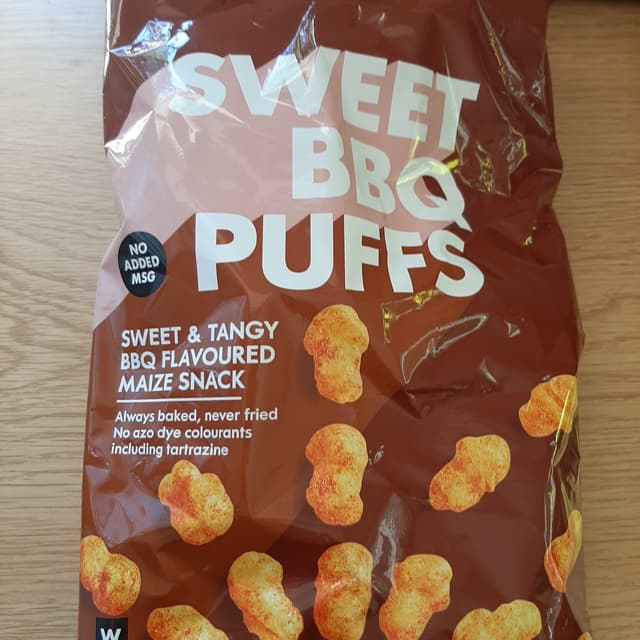 SWEET
BBQ
PUFFS
NO
ADDED
MSG
SWEET & TANGY
BBQ FLAVOURED
MAIZE SNACK
Always baked, never fried
No azo dye colourants
including tartrazine
W